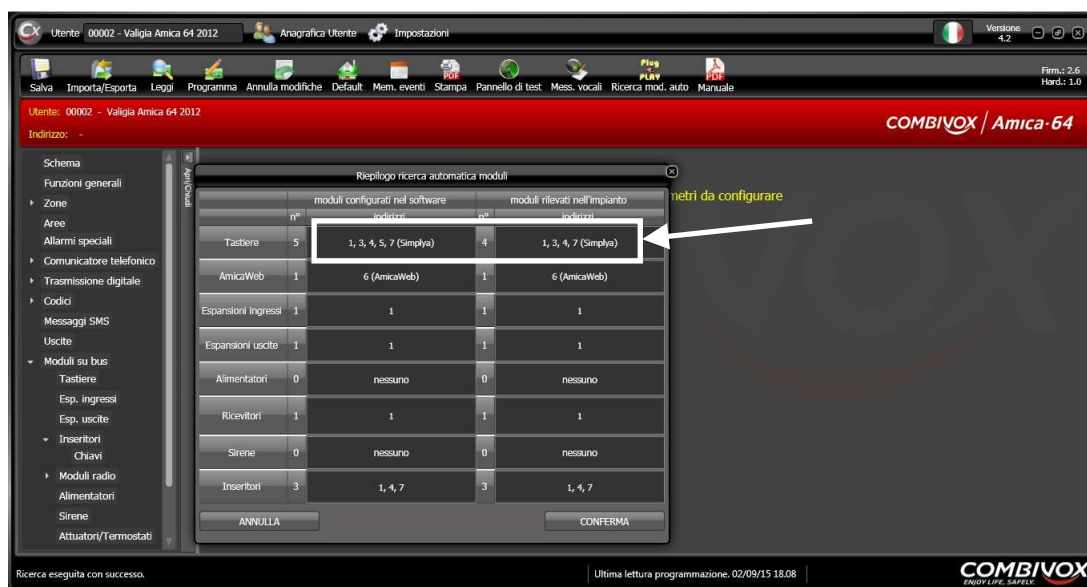 CX Utente 00002 - Valigia Amica 64 2012 Anagrafica Utente Impostazioni Versione
4.2
Plug
PLAY
PDF PDF
Salva Importa/Esporta Leggi Programma Annulla modifiche Default Mem. eventi Stampa Pannello di test Mess. vocali Ricerca mod. auto Manuale
Firm.: 2.6
Hard.: 1.0
Utente: 00002 - Valigia Amica 64 2012
Indirizzo: -
COMBIVOX / Amica·64
Schema
Funzioni generali
Zone
Aree
Allarmi speciali
Comunicatore telefonico
Trasmissione digitale
Codici
Messaggi SMS
Uscite
Moduli su bus
Tastiere
Esp. ingressi
Esp. uscite
Inseritori
Chiavi
Moduli radio
Alimentatori
Sirene
Attuatori/Termostati
Apri/Chiudi
metri da configurare
Riepilogo ricerca automatica moduli
moduli configurati nel software moduli rilevati nell'impianto
n° indirizzi n° indirizzi
Tastiere 5 1, 3, 4, 5, 7 (Simplya) 4 1, 3, 4, 7 (Simplya)
AmicaWeb 1 6 (AmicaWeb) 1 6 (AmicaWeb)
Espansioni ingressi 1 1 1 1
Espansioni uscite 1 1 1 1
Alimentatori 0 nessuno 0 nessuno
Ricevitori 1 1 1 1
Sirene 0 nessuno 0 nessuno
Inseritori 3 1, 4, 7 3 1, 4, 7
ANNULLA CONFERMA
Ricerca eseguita con successo. Ultima lettura programmazione. 02/09/15 18.08
COMBIVOX
ENJOY LIFE, SAFELY.